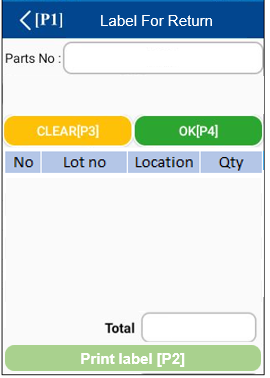 [P1] Label For Return
Parts No :
CLEAR[P3] OK[P4]
No Lot no Location Qty
Total
Print label [P2]